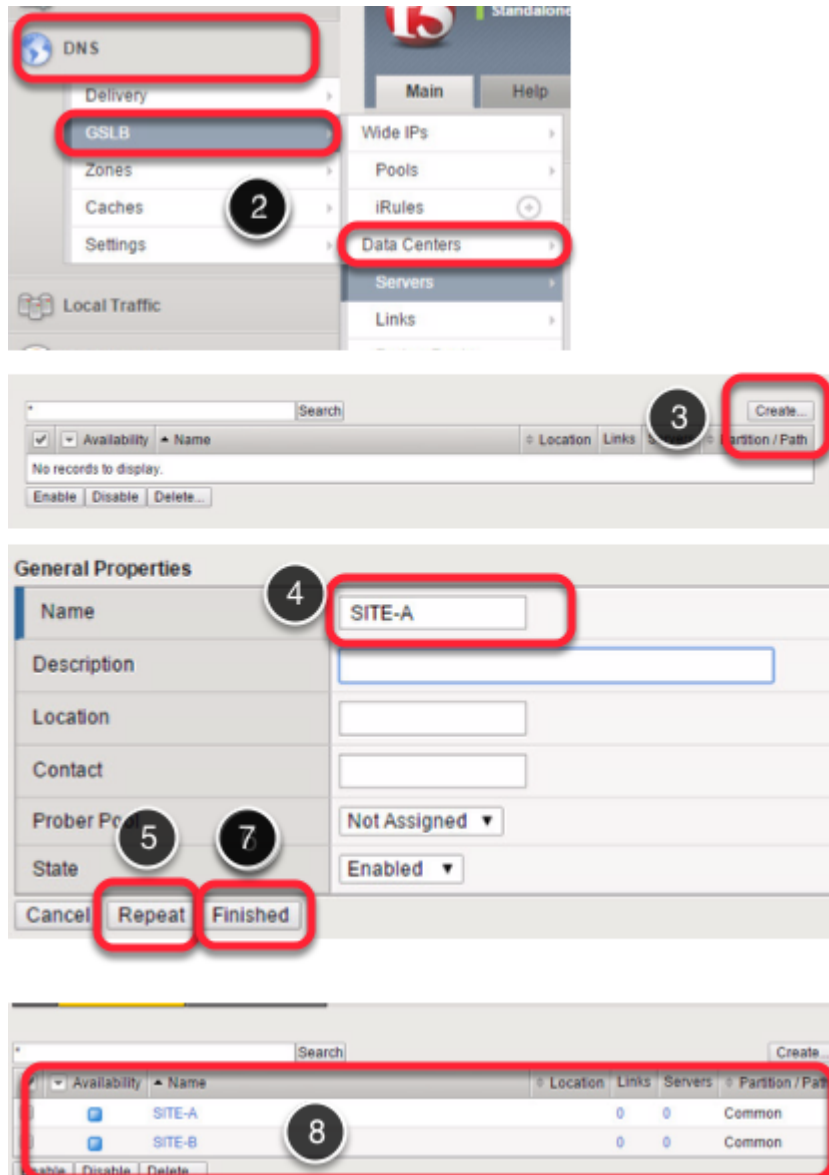 Standalone
DNS
Main Help
Delivery
GSLB
Wide IPs
Zones
Pools
Caches
2
iRules
Settings
Data Centers
Servers
Local Traffic
Links
* Search 3 Create...
Availability Name Location Links Partition / Path
No records to display.
Enable Disable Delete...
General Properties
4
Name SITE-A
Description
Location
Contact
Prober Not Assigned
5 7
State Enabled
Cancel Repeat Finished
* Search Create...
Availability Name Location Links Servers Partition / Path
SITE-A 0 0 Common
8
SITE-B 0 0 Common
Enable Disable Delete...